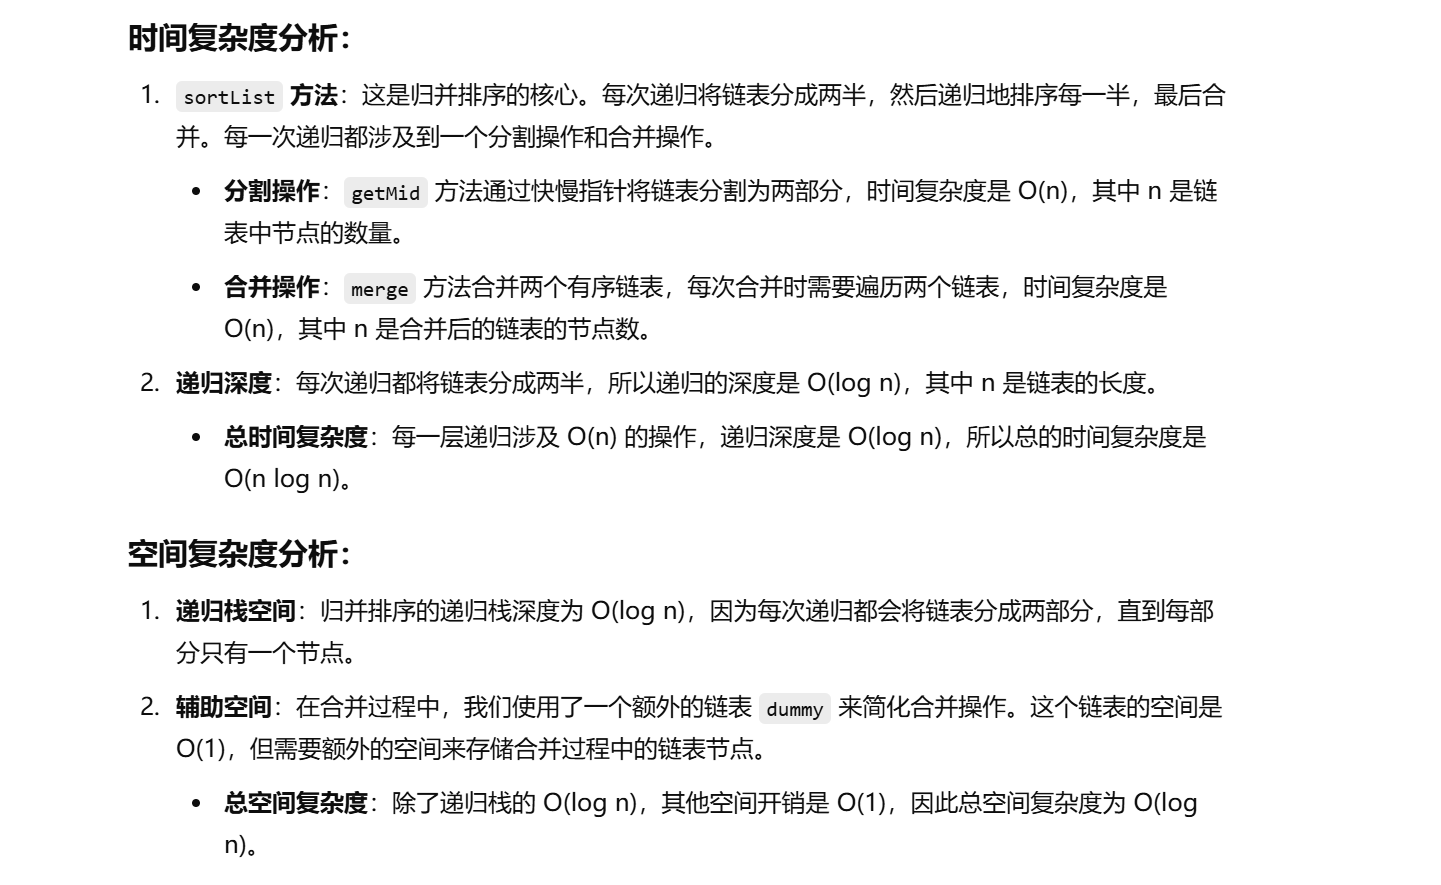 时间复杂度分析：
1. sortList 方法：这是归并排序的核心。每次递归将链表分成两半，然后递归地排序每一半，最后合
并。每一次递归都涉及到一个分割操作和合并操作。
• 分割操作：getMid 方法通过快慢指针将链表分割为两部分，时间复杂度是 O(n)，其中 n 是链
表中节点的数量。
• 合并操作：merge 方法合并两个有序链表，每次合并时需要遍历两个链表，时间复杂度是
O(n)，其中 n 是合并后的链表的节点数。
2. 递归深度：每次递归都将链表分成两半，所以递归的深度是 O(log n)，其中 n 是链表的长度。
• 总时间复杂度：每一层递归涉及 O(n) 的操作，递归深度是 O(log n)，所以总的时间复杂度是
O(n log n)。
空间复杂度分析：
1. 递归栈空间：归并排序的递归栈深度为 O(log n)，因为每次递归都会将链表分成两部分，直到每部
分只有一个节点。
2. 辅助空间：在合并过程中，我们使用了一个额外的链表 dummy 来简化合并操作。这个链表的空间是
O(1)，但需要额外的空间来存储合并过程中的链表节点。
• 总空间复杂度：除了递归栈的 O(log n)，其他空间开销是 O(1)，因此总空间复杂度为 O(log
n)。